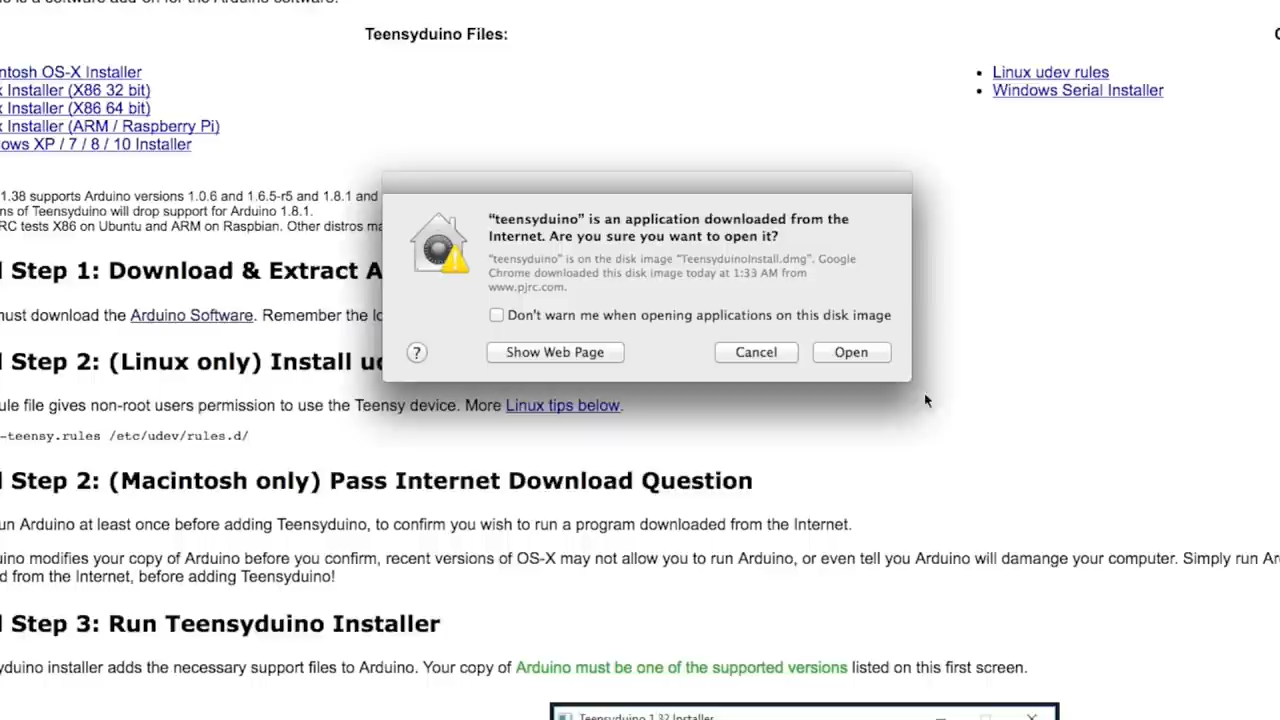 is a software add-on for the Arduino software.
Teensyduino Files:
ntosh OS-X Installer
x Installer (X86 32 bit)
x Installer (X86 64 bit)
x Installer (ARM / Raspberry Pi)
ows XP / 7 / 8 / 10 Installer
Linux udev rules
Windows Serial Installer
1.38 supports Arduino versions 1.0.6 and 1.6.5-r5 and 1.8.1 and
ns of Teensyduino will drop support for Arduino 1.8.1.
RC tests X86 on Ubuntu and ARM on Raspbian. Other distros ma
“teensyduino” is an application downloaded from the
Internet. Are you sure you want to open it?
“teensyduino” is on the disk image “TeensyduinoInstall.dmg”. Google
Chrome downloaded this disk image today at 1:33 AM from
www.pjrc.com.
Don't warn me when opening applications on this disk image
? Show Web Page Cancel Open
l Step 1: Download & Extract A
must download the Arduino Software. Remember the lo
l Step 2: (Linux only) Install ud
ule file gives non-root users permission to use the Teensy device. More Linux tips below.
-teensy.rules /etc/udev/rules.d/
l Step 2: (Macintosh only) Pass Internet Download Question
un Arduino at least once before adding Teensyduino, to confirm you wish to run a program downloaded from the Internet.
uino modifies your copy of Arduino before you confirm, recent versions of OS-X may not allow you to run Arduino, or even tell you Arduino will damage your computer. Simply run Ar
d from the Internet, before adding Teensyduino!
l Step 3: Run Teensyduino Installer
yduino installer adds the necessary support files to Arduino. Your copy of Arduino must be one of the supported versions listed on this first screen.
Teensyduino 1.32 Installer